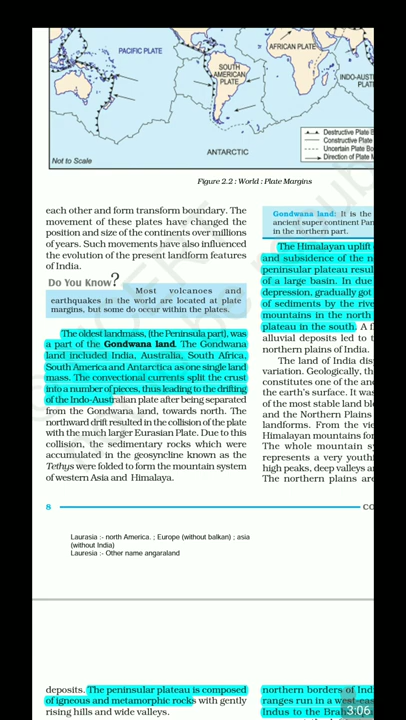 PACIFIC PLATE
AFRICAN PLATE
SOUTH
AMERICAN
PLATE
INDO-AUST
PLAT
Destructive Plate B
Constructive Plate
Uncertain Plate Bo
Direction of Plate M
ANTARCTIC
Not to Scale
Figure 2.2 : World : Plate Margins
each other and form transform boundary. The
movement of these plates have changed the
position and size of the continents over millions
of years. Such movements have also influenced
the evolution of the present landform features
of India.
Do You Know?
Most volcoanoes and
earthquakes in the world are located at plate
margins, but some do occur within the plates.
The oldest landmass, (the Peninsula part), was
a part of the Gondwana land. The Gondwana
land included India, Australia, South Africa,
South America and Antarctica as one single land
mass. The convectional currents split the crust
into a number of pieces, thus leading to the drifting
of the Indo-Australian plate after being separated
from the Gondwana land, towards north. The
northward drift resulted in the collision of the plate
with the much larger Eurasian Plate. Due to this
collision, the sedimentary rocks which were
accumulated in the geosyncline known as the
Tethys were folded to form the mountain system
of western Asia and Himalaya.
Gondwana land: It is the
ancient super continent Pan
in the northern part.
The Himalayan uplift
and subsidence of the n
peninsular plateau resul
of a large basin. In due
depression, gradually got
of sediments by the rive
mountains in the north
plateau in the south. A f
alluvial deposits led to t
northern plains of India.
The land of India dis
variation. Geologically, th
constitutes one of the anc
the earth's surface. It was
of the most stable land blo
and the Northern Plains
landforms. From the vie
Himalayan mountains for
The whole mountain sy
represents a very youthf
high peaks, deep valleys an
The northern plains are
8
CO
Laurasia :- north America. ; Europe (without balkan) ; asia
(without India)
Lauresia :- Other name angaraland
deposits. The peninsular plateau is composed
of igneous and metamorphic rocks with gently
rising hills and wide valleys.
northern borders of Ind
ranges run in a west-eas
Indus to the Brah
3:06